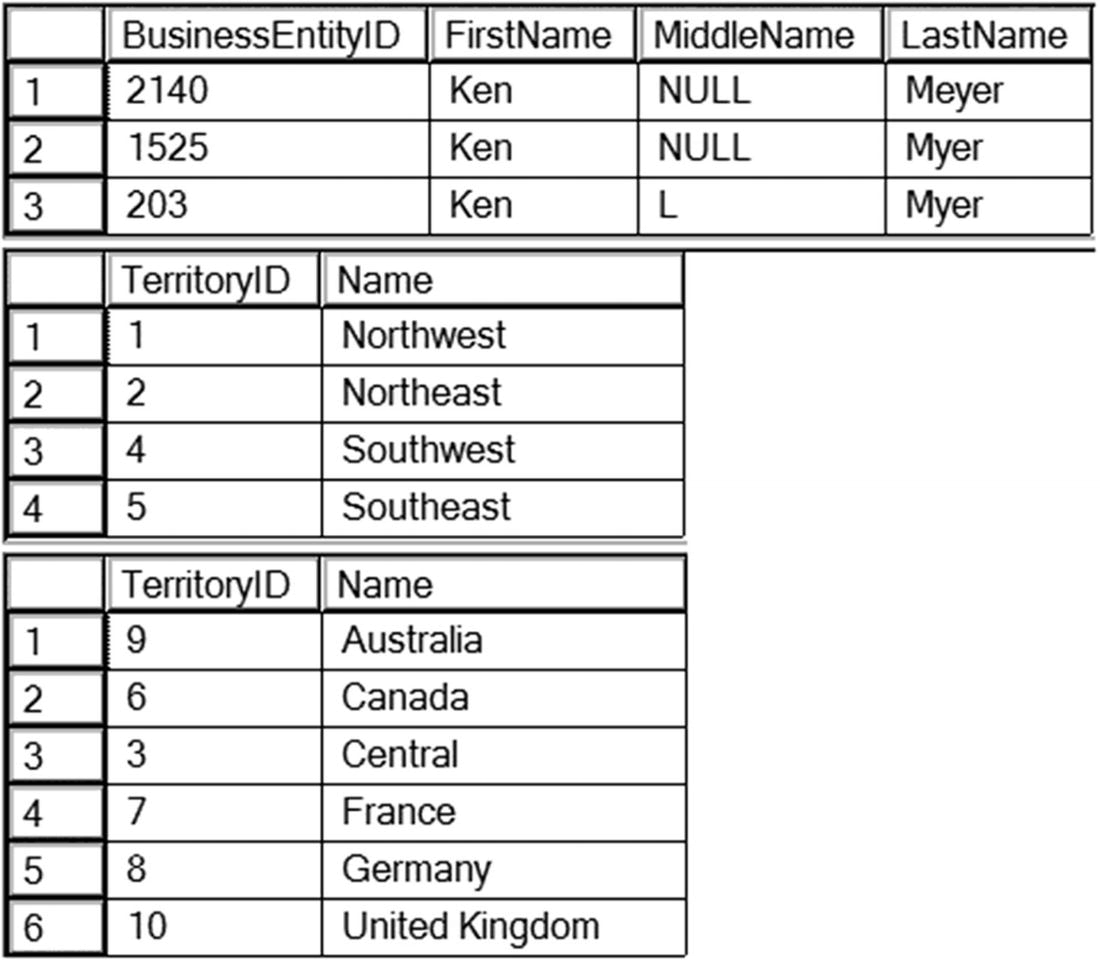 BusinessEntityID FirstName MiddleName LastName
1 2140 Ken NULL Meyer
2 1525 Ken NULL Myer
3 203 Ken L Myer
TerritoryID Name
1 1 Northwest
2 2 Northeast
3 4 Southwest
4 5 Southeast
TerritoryID Name
1 9 Australia
2 6 Canada
3 3 Central
4 7 France
5 8 Germany
6 10 United Kingdom